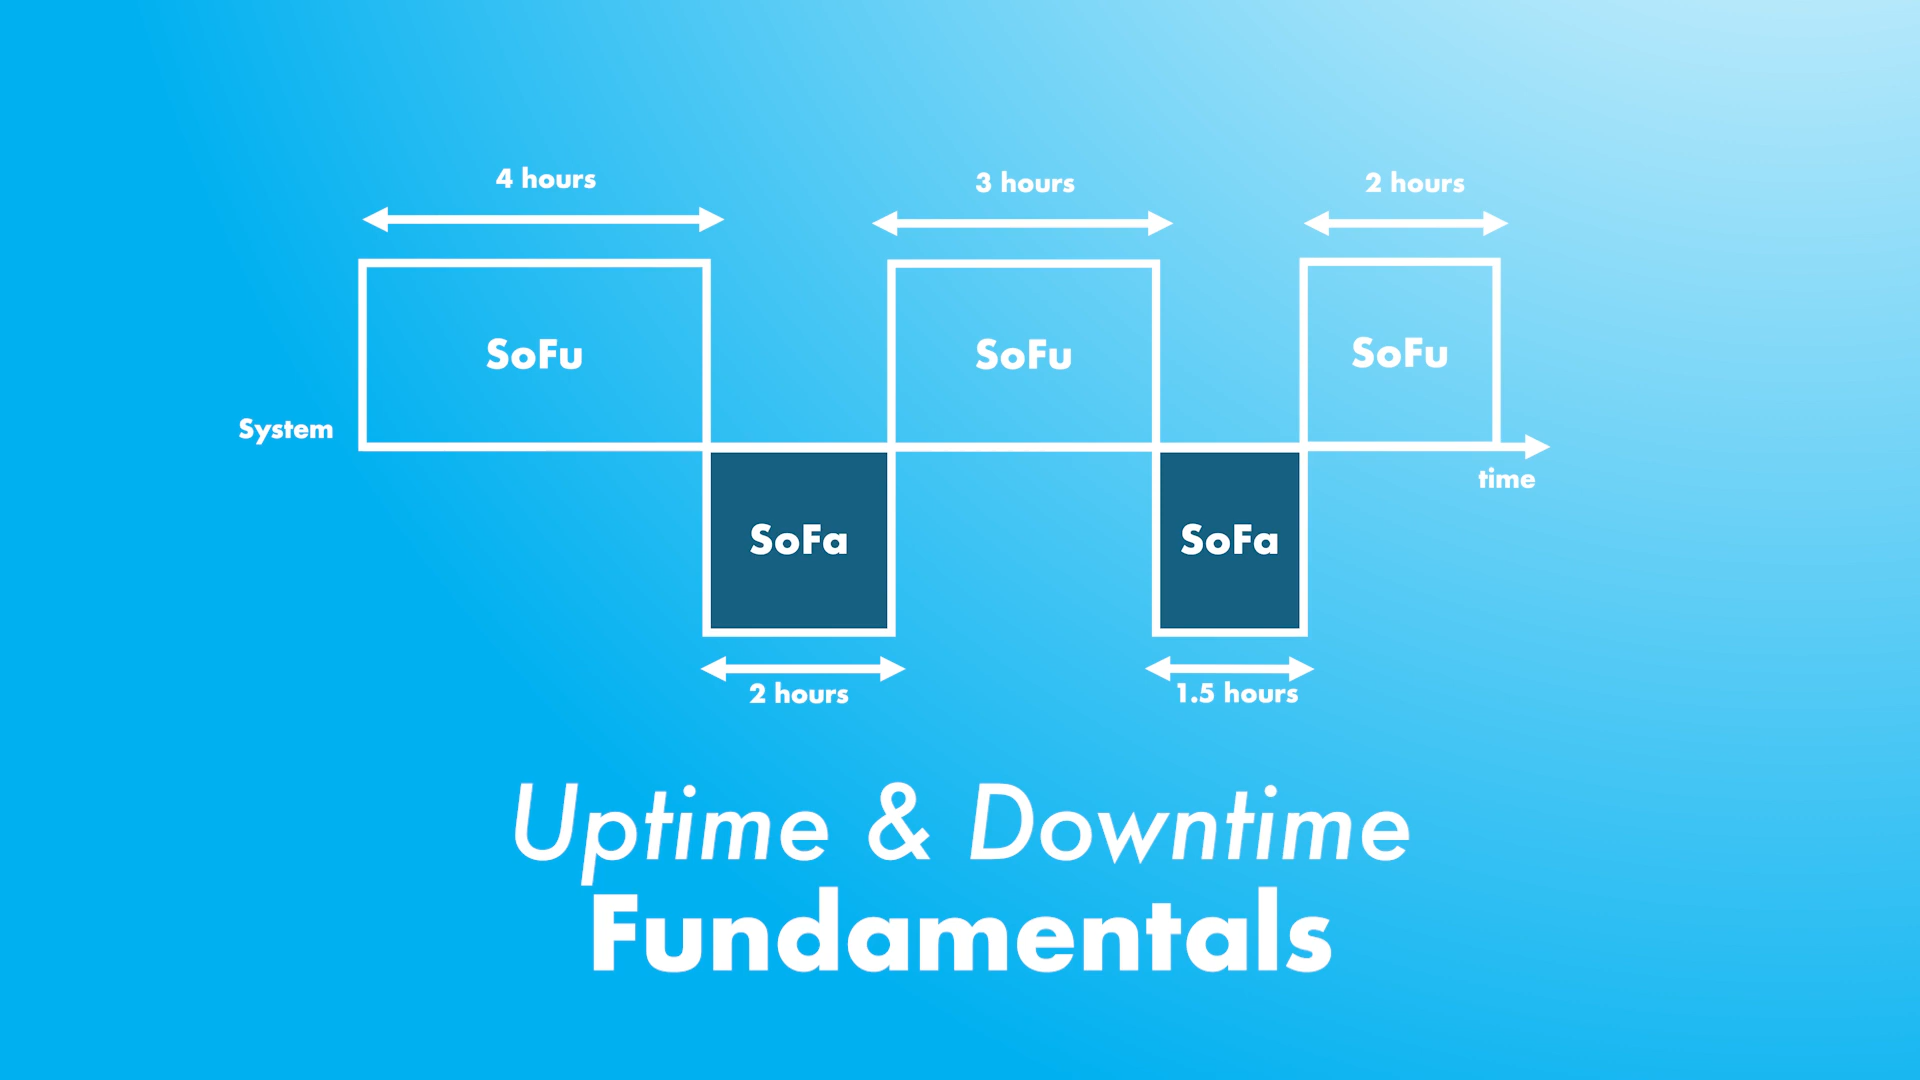 4 hours
3 hours
2 hours
SoFu
SoFu
SoFu
System
time
SoFa
SoFa
2 hours
1.5 hours
Uptime & Downtime
Fundamentals